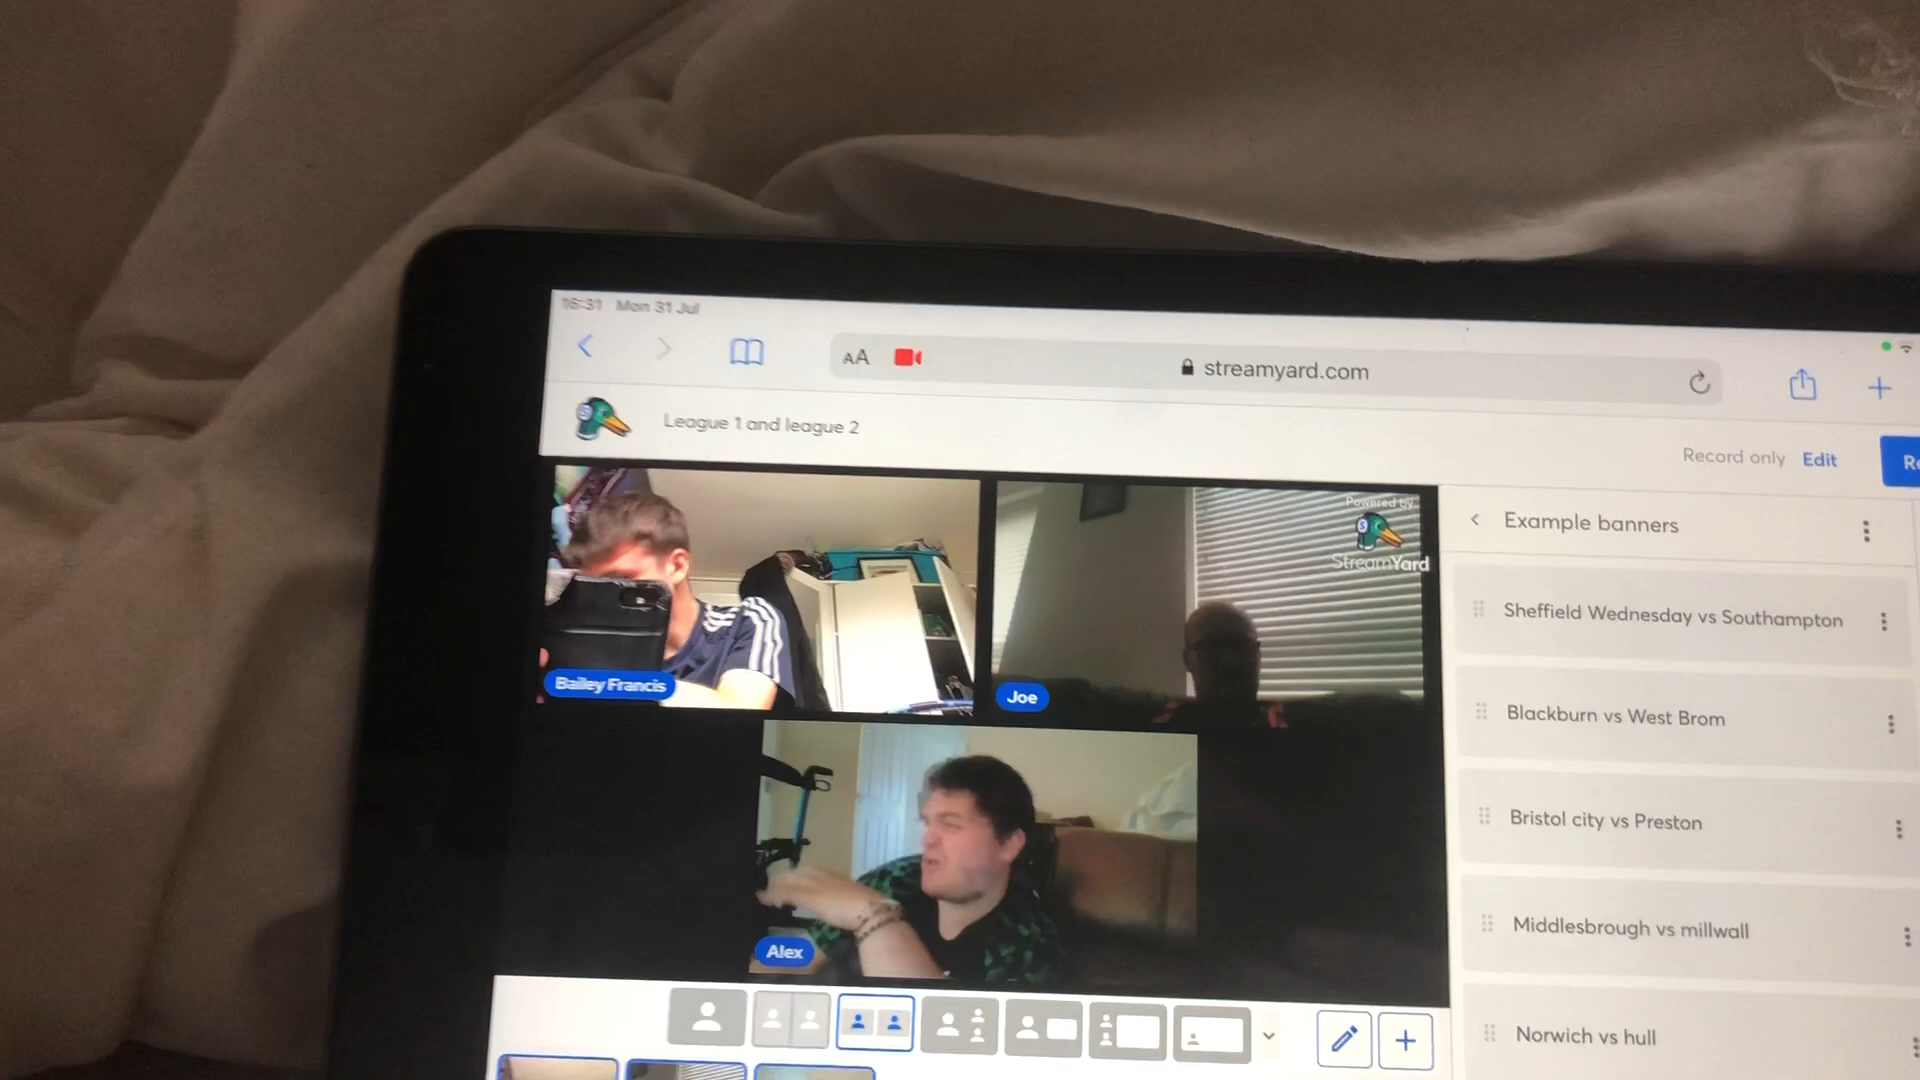 16:31 Mon 31 Jul
AA
streamyard.com
League 1 and league 2
Record only Edit
Example banners
Powered by
StreamYard
Sheffield Wednesday vs Southampton
Bailey Francis
Joe
Blackburn vs West Brom
Bristol city vs Preston
Middlesbrough vs millwall
Alex
Norwich vs hull